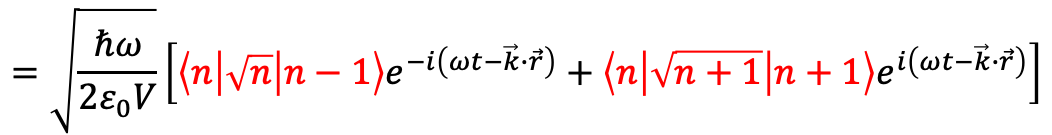 = √(ħω/2ε₀V) [⟨n|√n|n − 1⟩e^{−i(ωt−k⃗·r⃗)} + ⟨n|√(n + 1)|n + 1⟩e^{i(ωt−k⃗·r⃗)}]